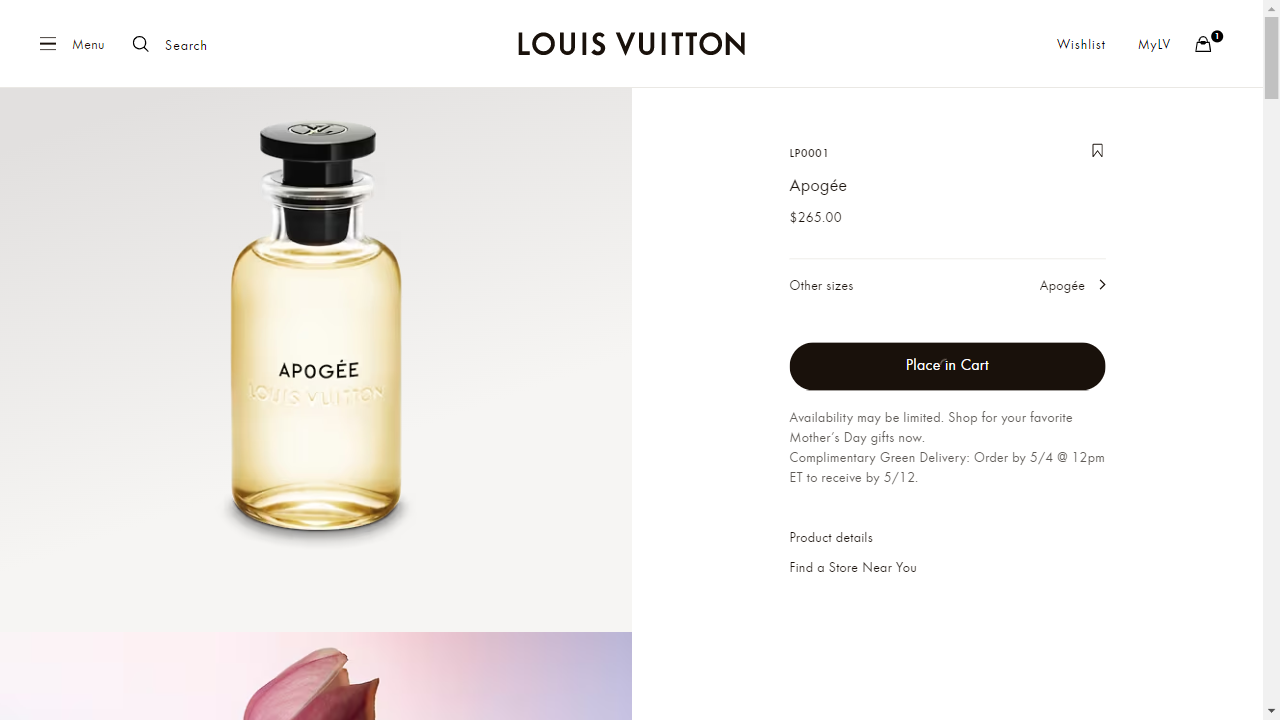 Menu
Search
LOUIS VUITTON
Wishlist
MyLV
1
APOGÉE
LOUIS VUITTON
LP0001
Apogée
$265.00
Other sizes
Apogée
Place in Cart
Availability may be limited. Shop for your favorite
Mother's Day gifts now.
Complimentary Green Delivery: Order by 5/4 @ 12pm
ET to receive by 5/12.
Product details
Find a Store Near You